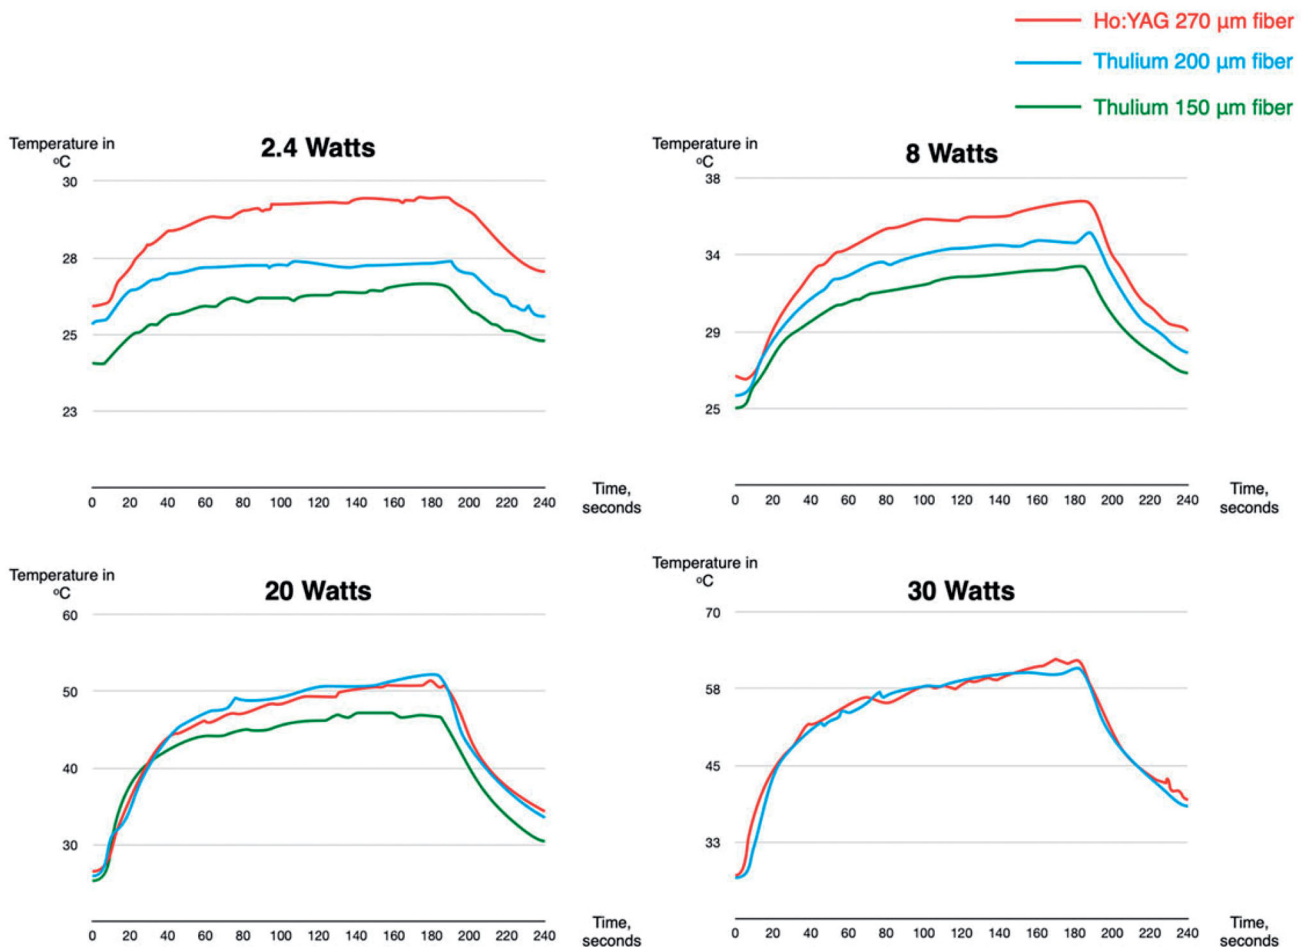 Ho:YAG 270 µm fiber
Thulium 200 µm fiber
Thulium 150 µm fiber
Temperature in
ºC
2.4 Watts
30
28
25
23
0 20 40 60 80 100 120 140 160 180 200 220 240
Time,
seconds
Temperature in
ºC
8 Watts
38
34
29
25
0 20 40 60 80 100 120 140 160 180 200 220 240
Time,
seconds
Temperature in
ºC
20 Watts
60
50
40
30
0 20 40 60 80 100 120 140 160 180 200 220 240
Time,
seconds
Temperature in
ºC
30 Watts
70
58
45
33
0 20 40 60 80 100 120 140 160 180 200 220 240
Time,
seconds